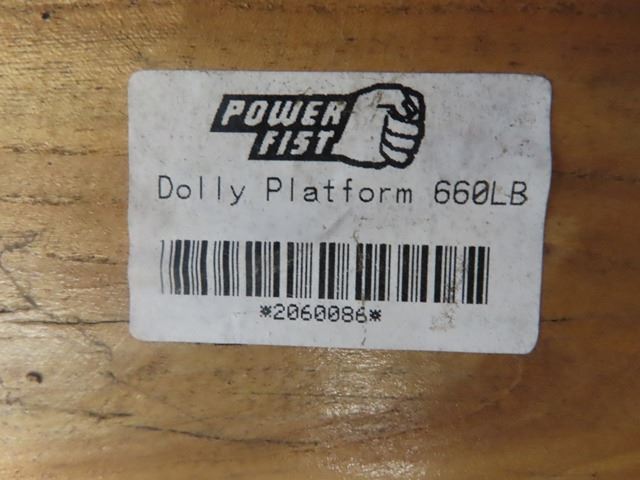 POWER
FIST
Dolly Platform 660LB
*2060086*